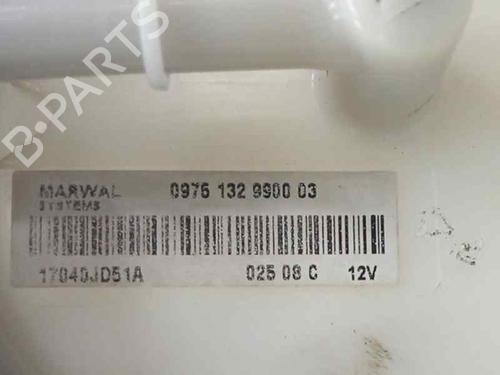 B-PARTS
MARWAL 0976 132 9900 03
SYSTEMS
17040JD51A 025 08 C 12V